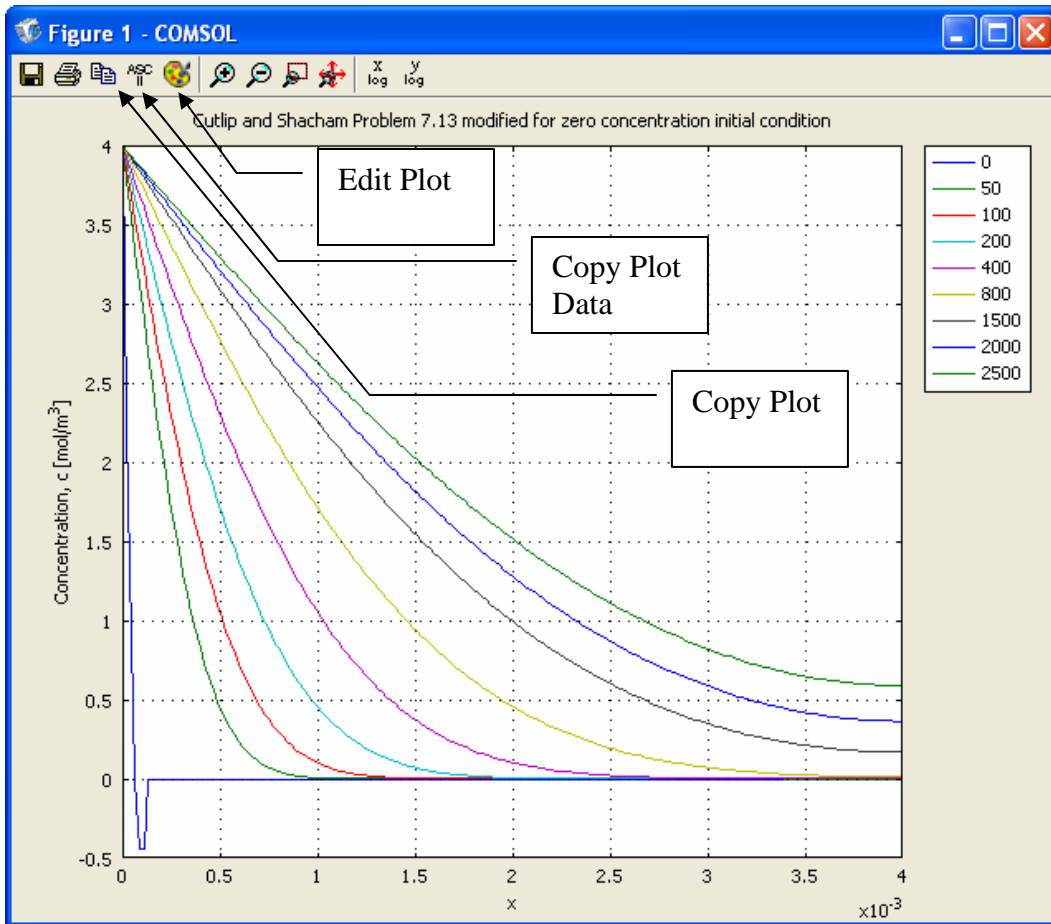 Figure 1 - COMSOL
ASC
II
x
log
y
log
Cutlip and Shacham Problem 7.13 modified for zero concentration initial condition
Edit Plot
Copy Plot
Data
Copy Plot
Concentration, c [mol/m³]
4
3.5
3
2.5
2
1.5
1
0.5
0
-0.5
0
0.5
1
1.5
2
2.5
3
3.5
4
x
x10⁻³
0
50
100
200
400
800
1500
2000
2500